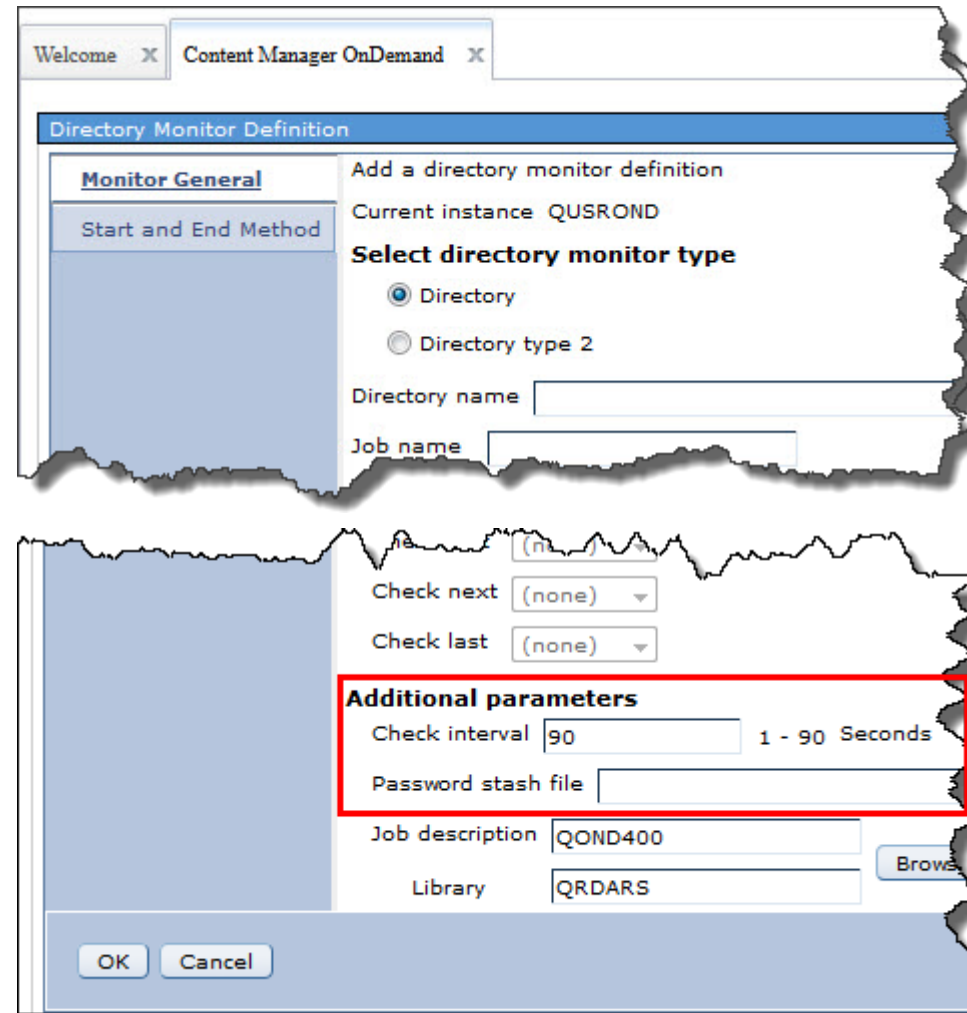 Welcome X Content Manager OnDemand X
Directory Monitor Definition
Monitor General
Start and End Method
Add a directory monitor definition
Current instance QUSROND
Select directory monitor type
Directory
Directory type 2
Directory name
Job name
Check next (none)
Check last (none)
Additional parameters
Check interval 90 1 - 90 Seconds
Password stash file
Job description QOND400
Brows
Library QRDARS
OK Cancel